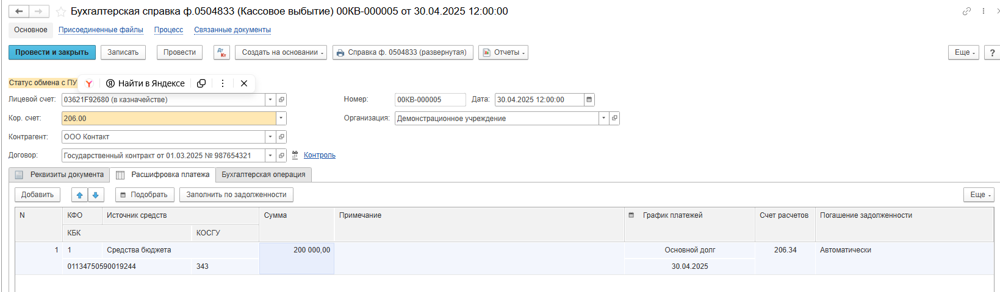 Бухгалтерская справка ф.0504833 (Кассовое выбытие) 00КВ-000005 от 30.04.2025 12:00:00
Основное Присоединенные файлы Процесс Связанные документы
Провести и закрыть Записать Провести Дт Кт Создать на основании Справка ф. 0504833 (развернутая) Отчеты Еще ?
Статус обмена с ПУ Найти в Яндексе
Лицевой счет: 03621F92680 (в казначействе) Номер: 00КВ-000005 Дата: 30.04.2025 12:00:00
Кор. счет: 206.00 Организация: Демонстрационное учреждение
Контрагент: ООО Контакт
Договор: Государственный контракт от 01.03.2025 № 987654321 Контроль
Реквизиты документа Расшифровка платежа Бухгалтерская операция
Добавить Подобрать Заполнить по задолженности Еще
N КФО Источник средств Сумма Примечание График платежей Счет расчетов Погашение задолженности
КБК КОСГУ
1 1 Средства бюджета 200 000,00 Основной долг 206.34 Автоматически
01134750590019244 343 30.04.2025